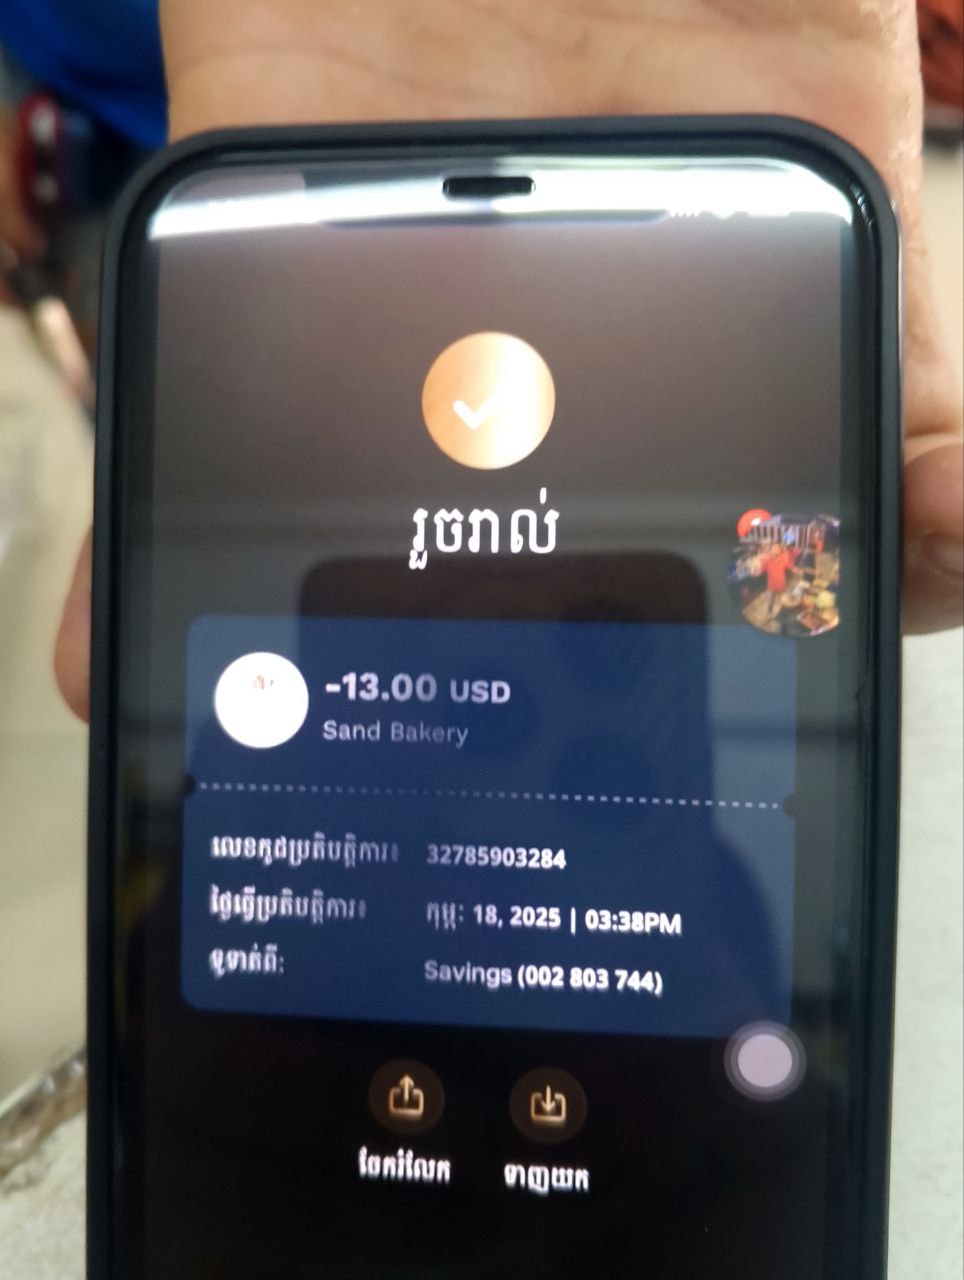 រួចរាល់
-13.00 USD
Sand Bakery
លេខកូដប្រតិបត្តិការ៖ 32785903284
ថ្ងៃធ្វើប្រតិបត្តិការ៖ កុម្ភៈ 18, 2025 | 03:38PM
ទូទាត់ពី: Savings (002 803 744)
ចែករំលែក
ទាញយក